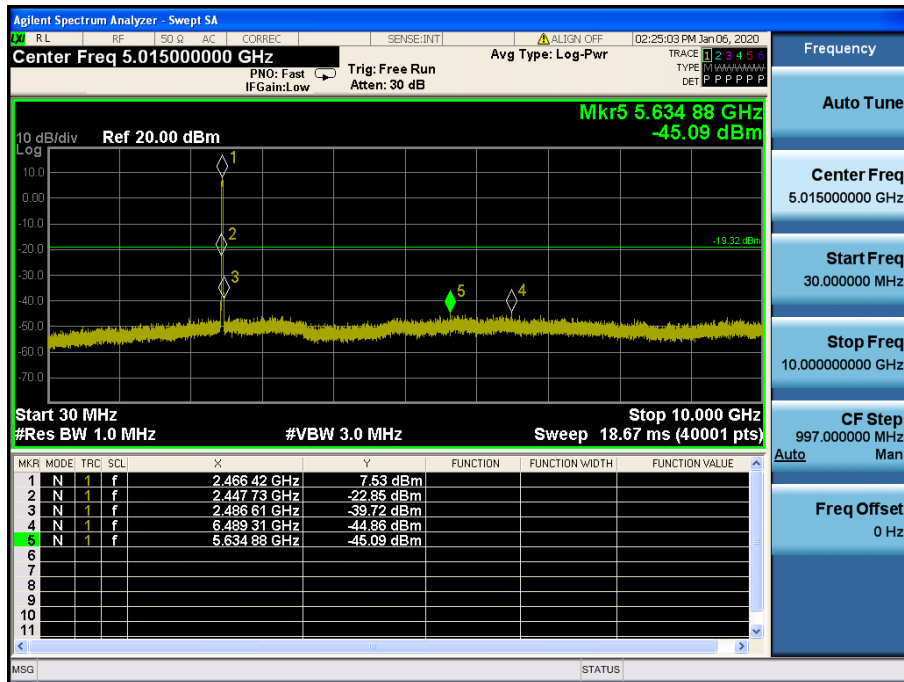 Agilent Spectrum Analyzer - Swept SA
LXI RL RF 50 Ω AC CORREC SENSE:INT ALIGN OFF 02:25:03 PM Jan 06, 2020
Center Freq 5.015000000 GHz
PNO: Fast
IFGain:Low
Trig: Free Run
Atten: 30 dB
Avg Type: Log-Pwr
TRACE 1 2 3 4 5 6
TYPE M WWWWW
DET P P P P P P
Mkr5 5.634 88 GHz
-45.09 dBm
10 dB/div Ref 20.00 dBm
Log
10.0
0.00
-10.0
-20.0
-30.0
-40.0
-50.0
-60.0
-70.0
1
2
3
4
5
-19.32 dBm
Start 30 MHz Stop 10.000 GHz
#Res BW 1.0 MHz #VBW 3.0 MHz Sweep 18.67 ms (40001 pts)
MKR MODE TRC SCL X Y FUNCTION FUNCTION WIDTH FUNCTION VALUE
1 N 1 f 2.466 42 GHz 7.53 dBm
2 N 1 f 2.447 73 GHz -22.85 dBm
3 N 1 f 2.486 61 GHz -39.72 dBm
4 N 1 f 6.489 31 GHz -44.86 dBm
5 N 1 f 5.634 88 GHz -45.09 dBm
6
7
8
9
10
11
MSG STATUS
Frequency
Auto Tune
Center Freq
5.015000000 GHz
Start Freq
30.000000 MHz
Stop Freq
10.000000000 GHz
CF Step
997.000000 MHz
Auto Man
Freq Offset
0 Hz